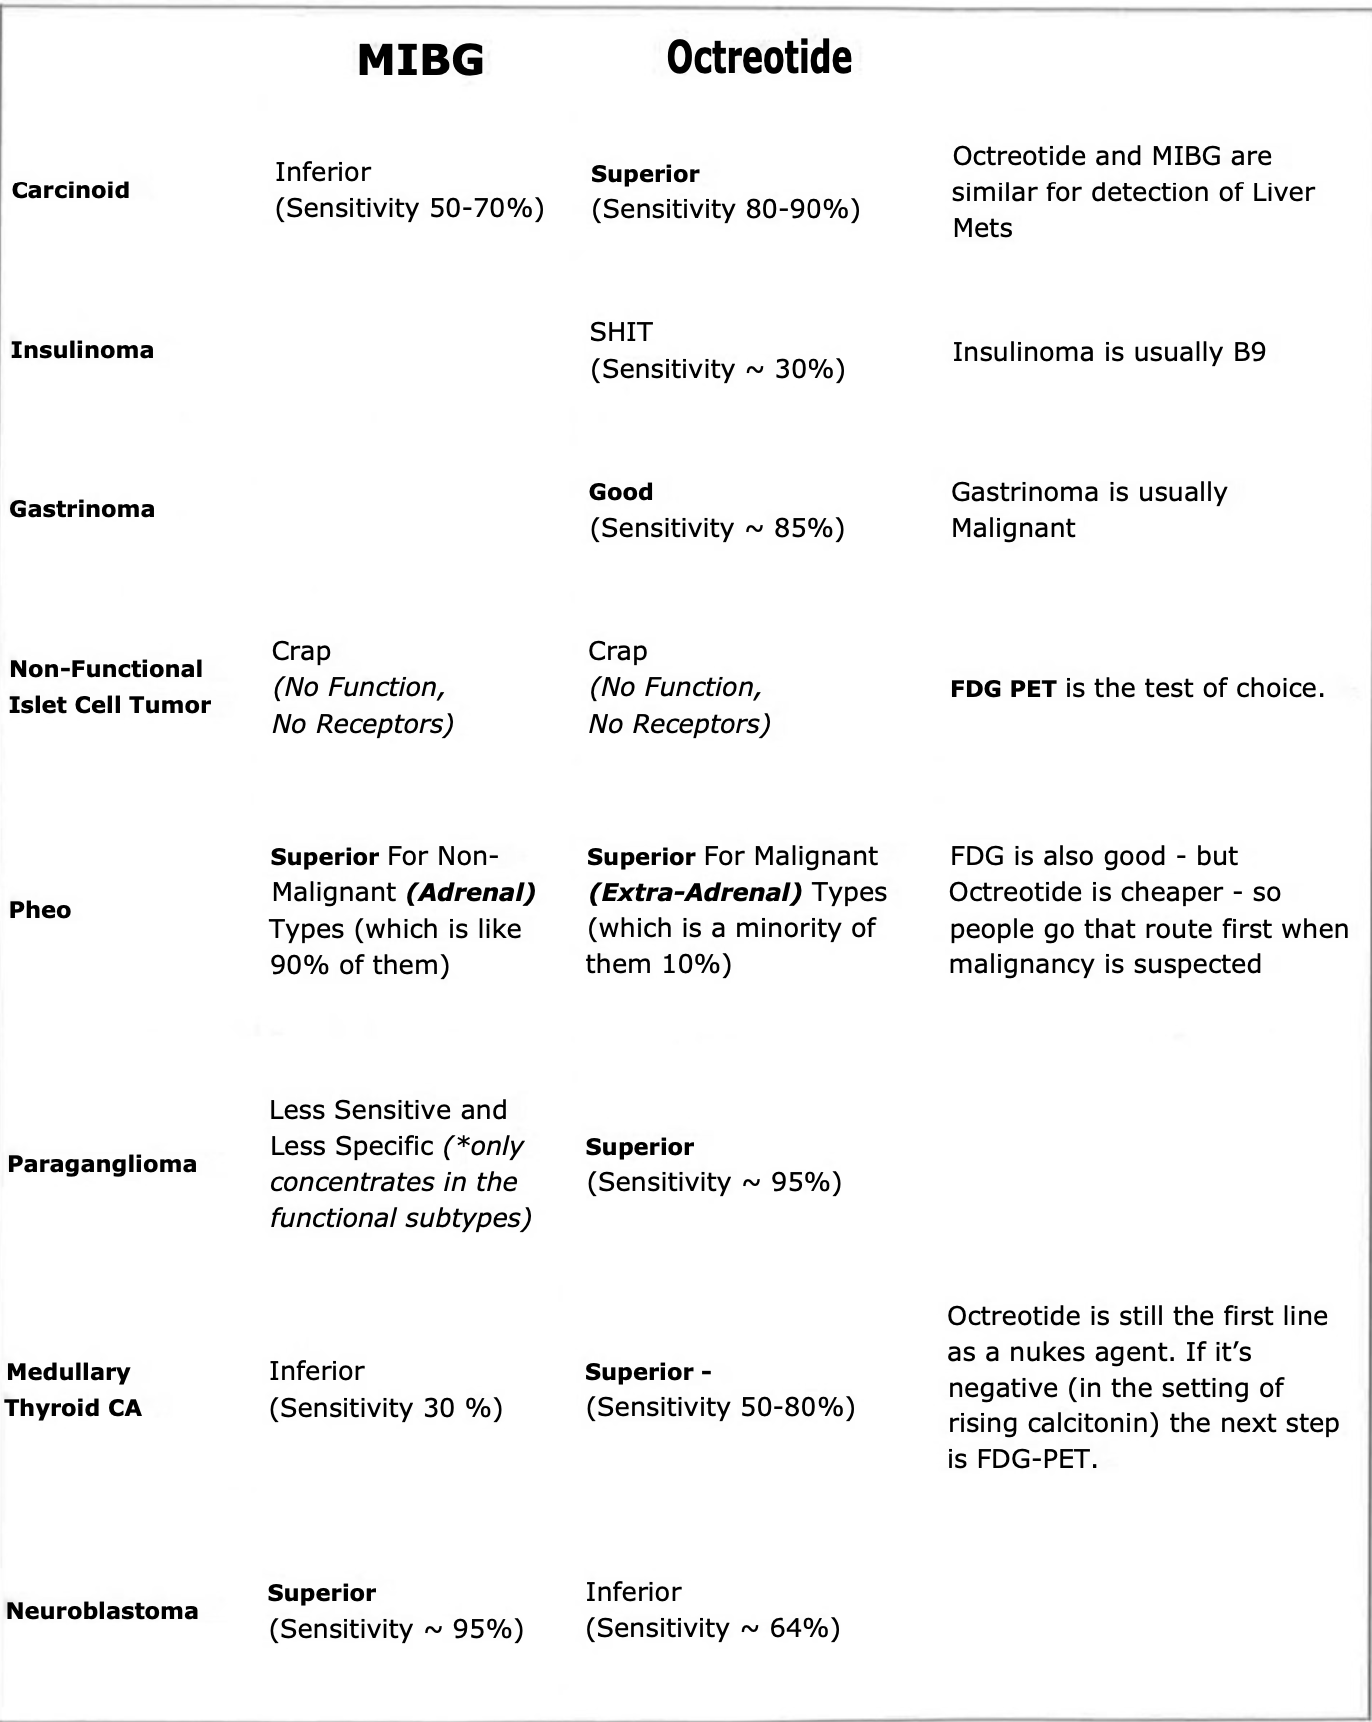 MIBG
Octreotide
Carcinoid
Inferior
(Sensitivity 50-70%)
Superior
(Sensitivity 80-90%)
Octreotide and MIBG are
similar for detection of Liver
Mets
Insulinoma
SHIT
(Sensitivity ~ 30%)
Insulinoma is usually B9
Gastrinoma
Good
(Sensitivity ~ 85%)
Gastrinoma is usually
Malignant
Non-Functional
Islet Cell Tumor
Crap
(No Function,
No Receptors)
Crap
(No Function,
No Receptors)
FDG PET is the test of choice.
Pheo
Superior For Non-
Malignant (Adrenal)
Types (which is like
90% of them)
Superior For Malignant
(Extra-Adrenal) Types
(which is a minority of
them 10%)
FDG is also good - but
Octreotide is cheaper - so
people go that route first when
malignancy is suspected
Paraganglioma
Less Sensitive and
Less Specific (*only
concentrates in the
functional subtypes)
Superior
(Sensitivity ~ 95%)
Medullary
Thyroid CA
Inferior
(Sensitivity 30 %)
Superior -
(Sensitivity 50-80%)
Octreotide is still the first line
as a nukes agent. If it’s
negative (in the setting of
rising calcitonin) the next step
is FDG-PET.
Neuroblastoma
Superior
(Sensitivity ~ 95%)
Inferior
(Sensitivity ~ 64%)